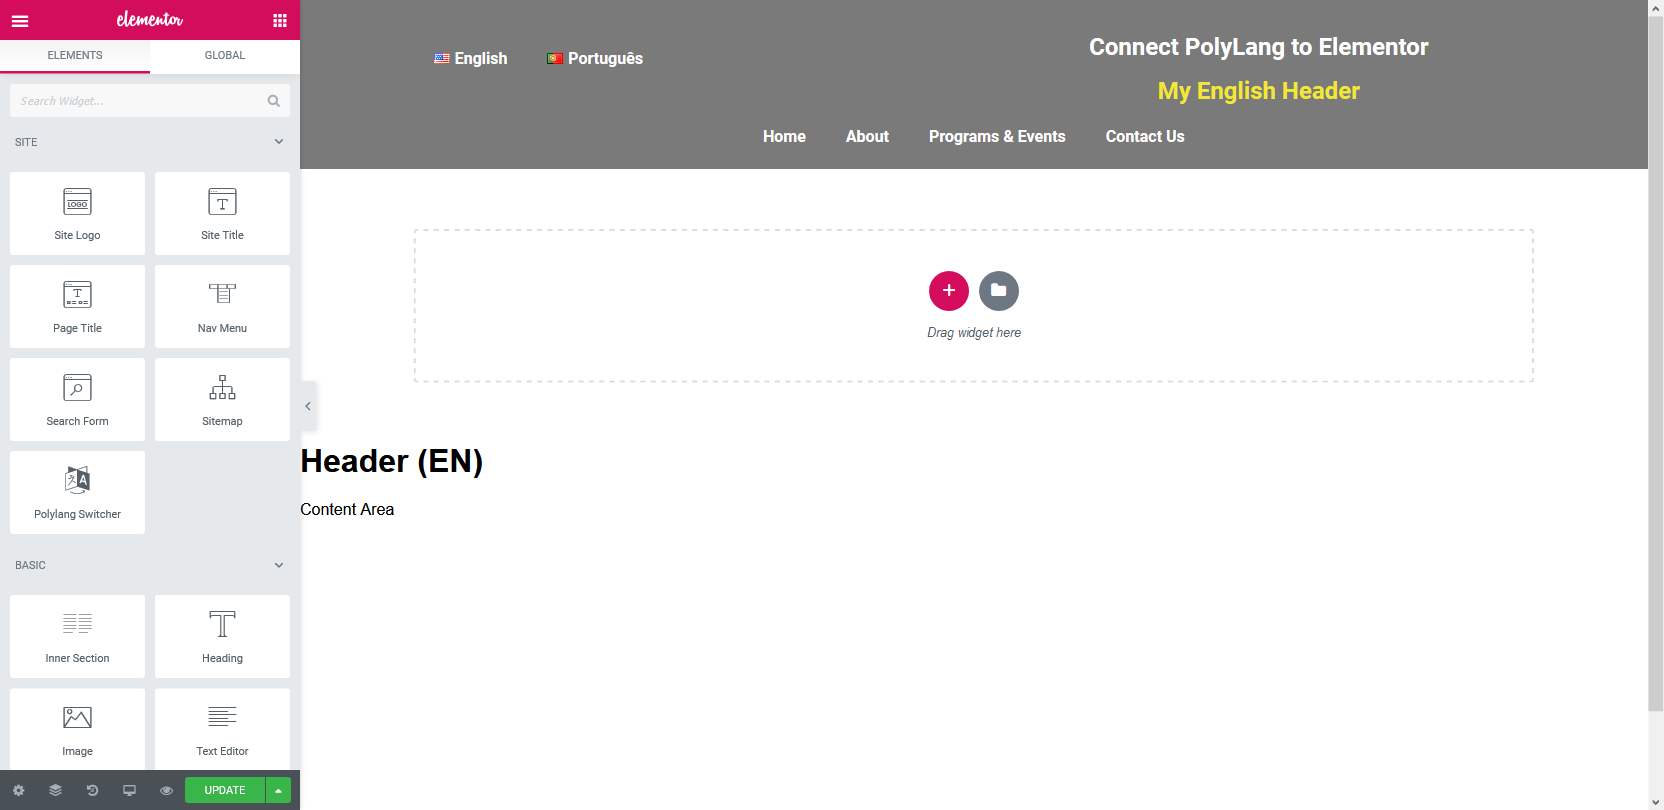 elementor
ELEMENTS
GLOBAL
Search Widget...
SITE
LOGO
Site Logo
T
Site Title
T
Page Title
Nav Menu
Search Form
Sitemap
A
Polylang Switcher
BASIC
Inner Section
T
Heading
Image
Text Editor
UPDATE
English
Português
Connect PolyLang to Elementor
My English Header
Home
About
Programs & Events
Contact Us
Drag widget here
Header (EN)
Content Area